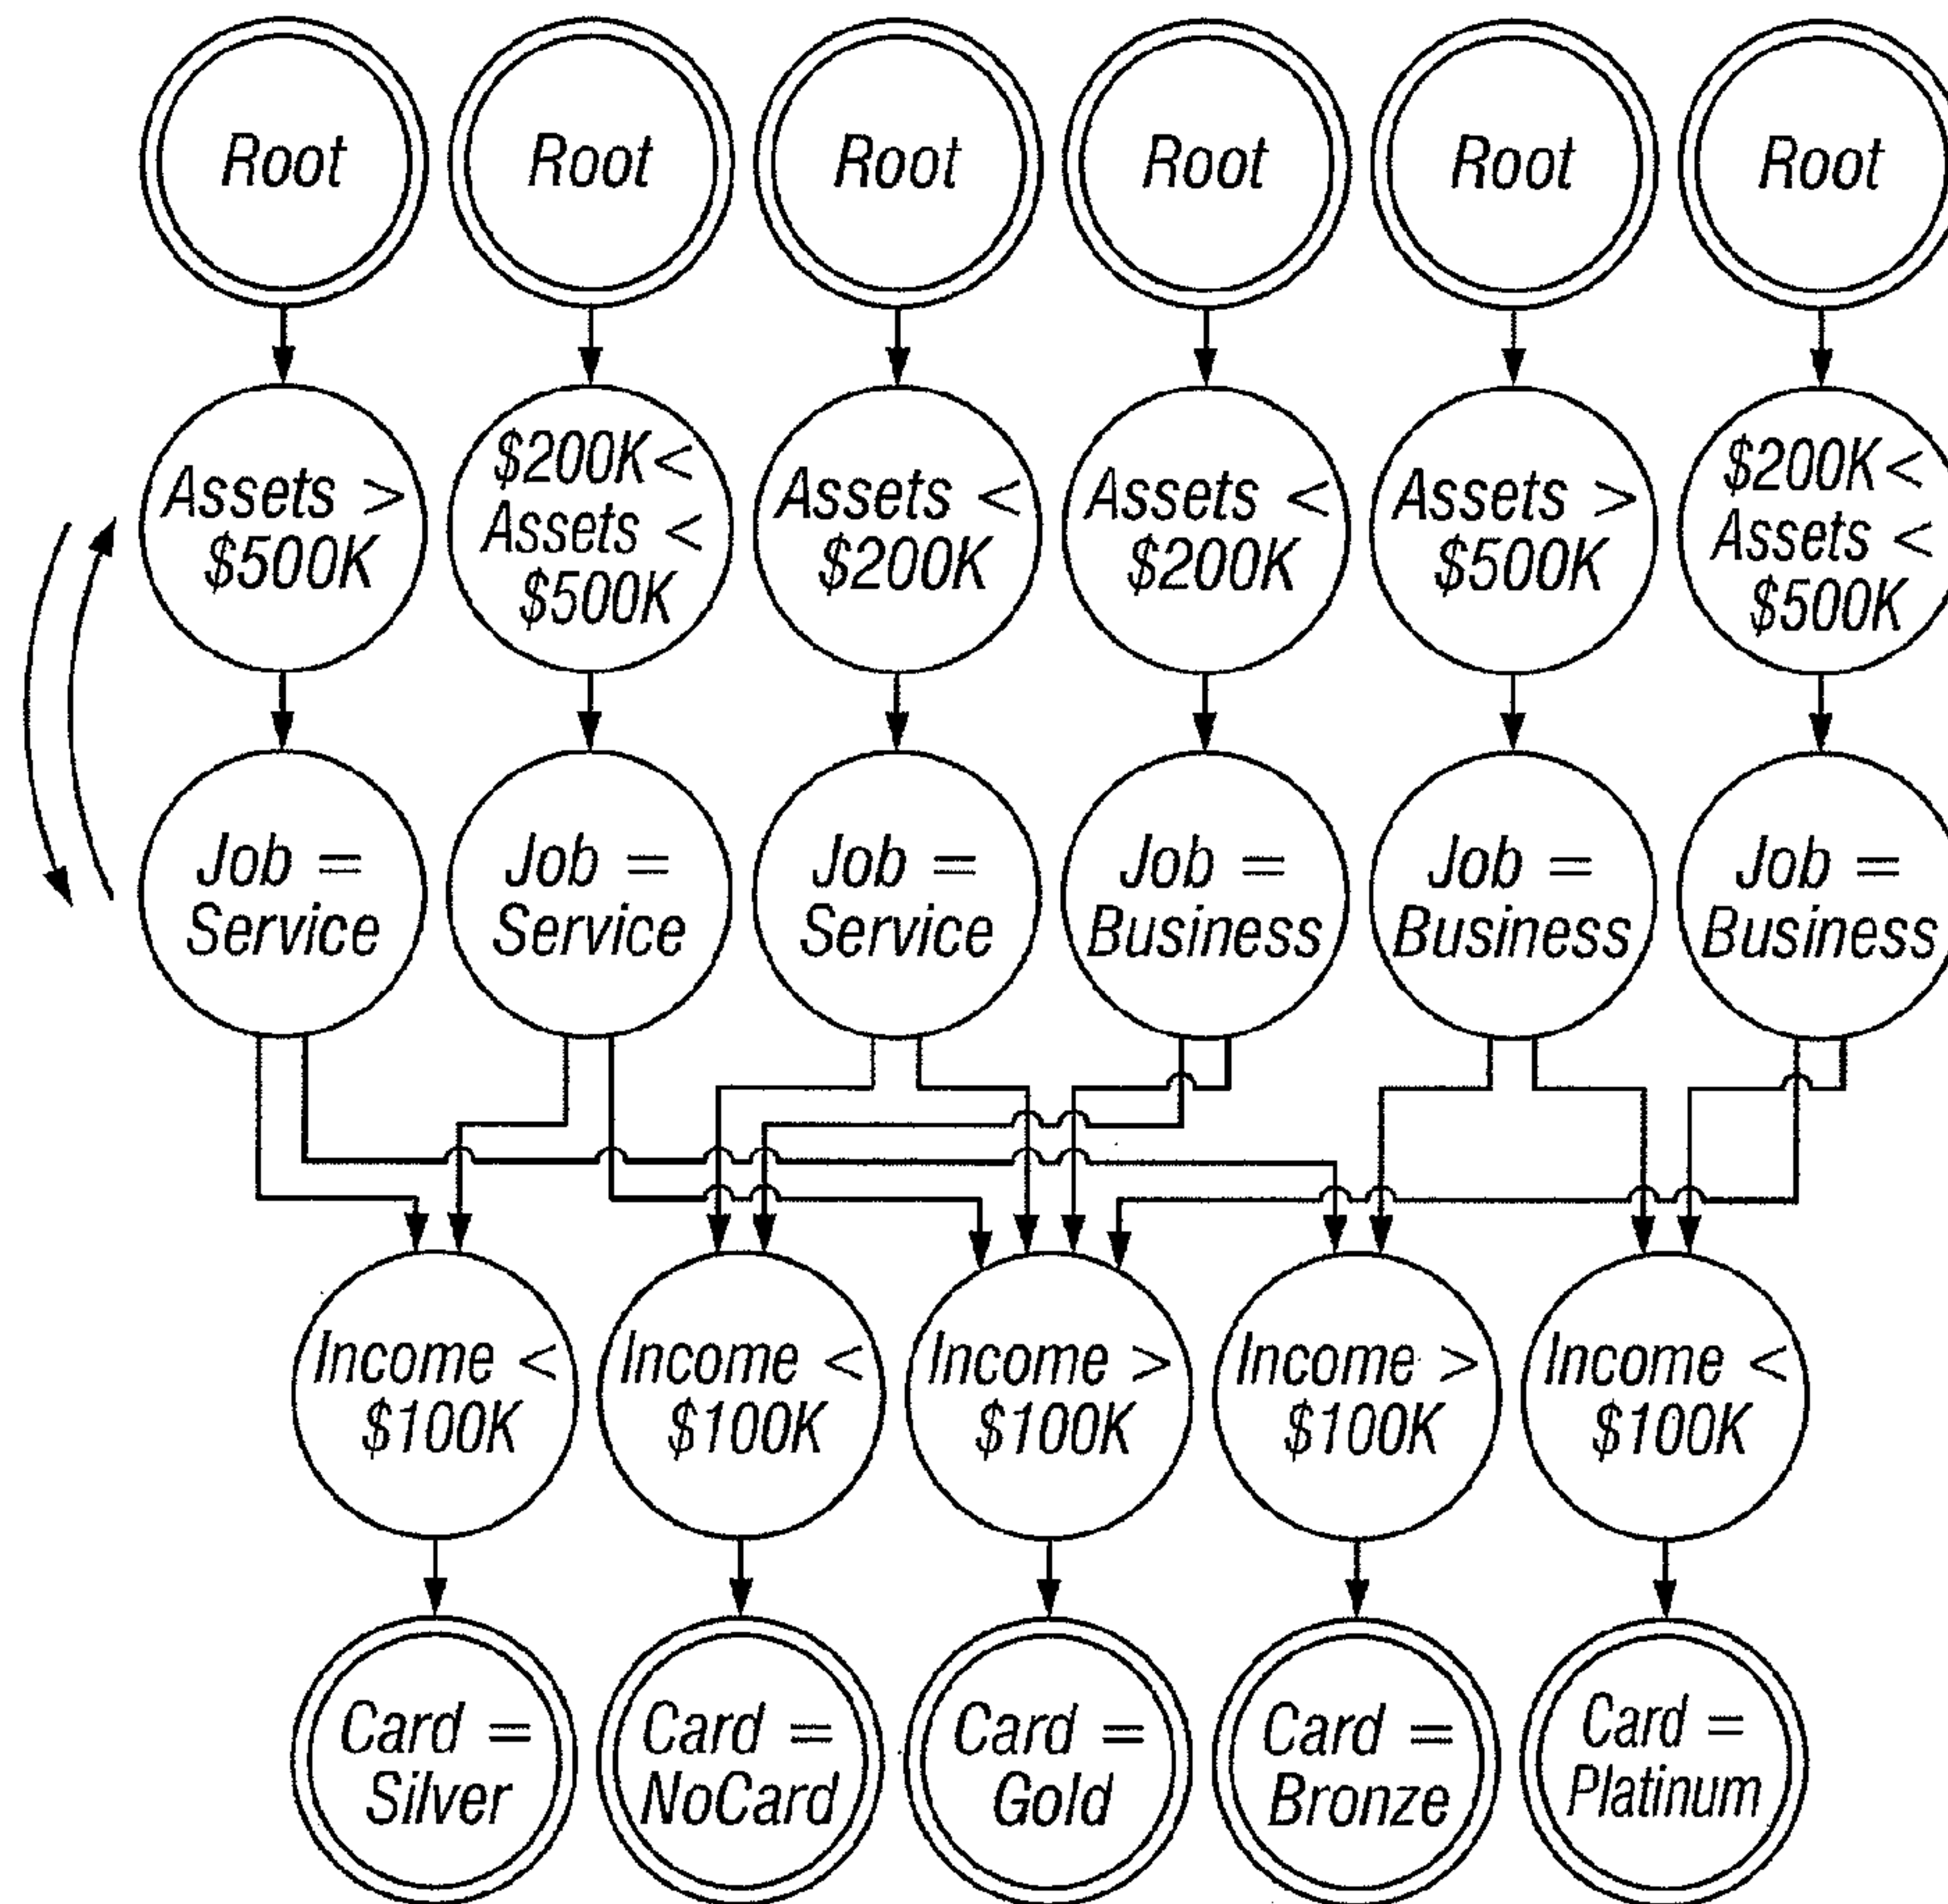 Root
Root
Root
Root
Root
Root
Assets >
$500K
$200K <
Assets <
$500K
Assets <
$200K
Assets <
$200K
Assets >
$500K
$200K <
Assets <
$500K
Job =
Service
Job =
Service
Job =
Service
Job =
Business
Job =
Business
Job =
Business
Income <
$100K
Income <
$100K
Income >
$100K
Income >
$100K
Income <
$100K
Card =
Silver
Card =
NoCard
Card =
Gold
Card =
Bronze
Card =
Platinum